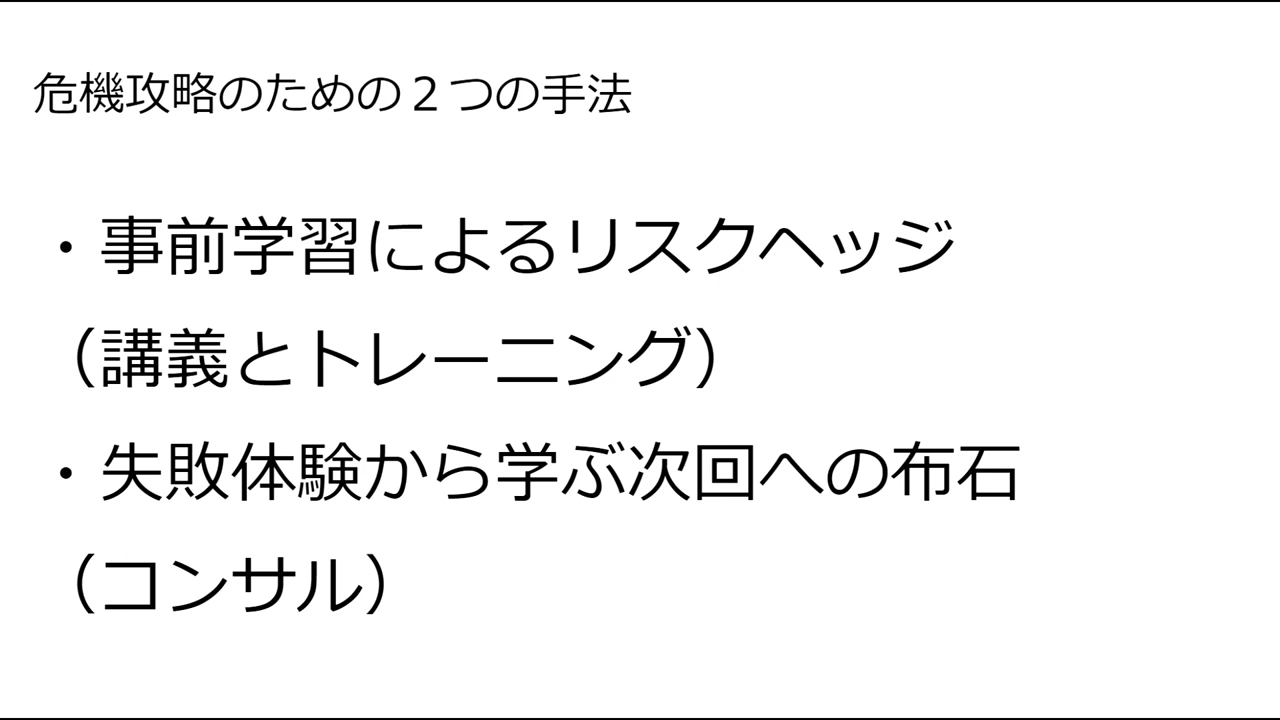 危機攻略のための２つの手法
・事前学習によるリスクヘッジ
（講義とトレーニング）
・失敗体験から学ぶ次回への布石
（コンサル）